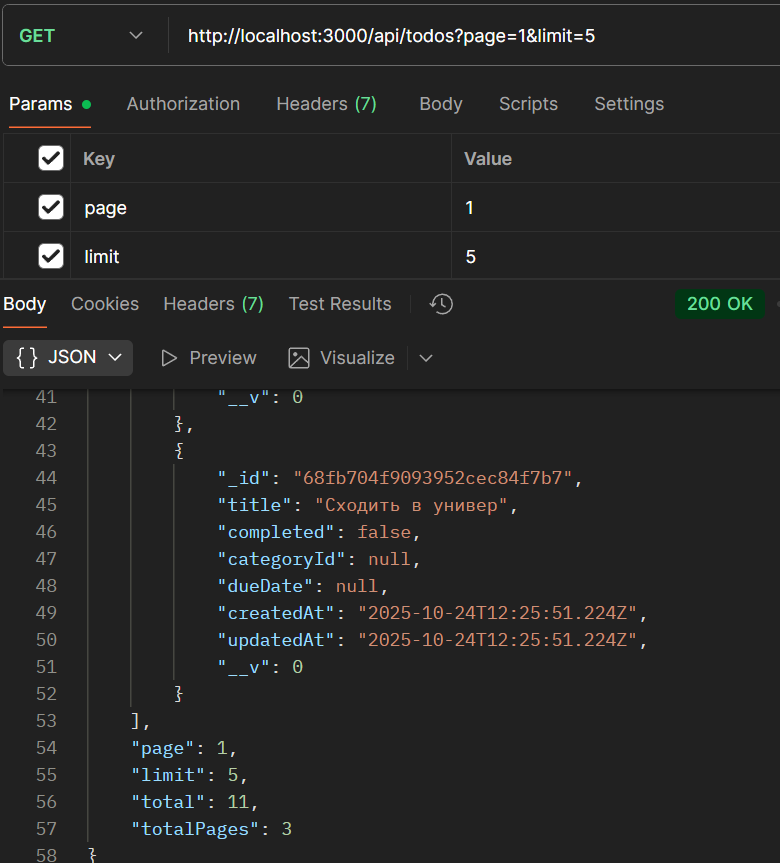 GET http://localhost:3000/api/todos?page=1&limit=5
Params Authorization Headers (7) Body Scripts Settings
Key Value
page 1
limit 5
Body Cookies Headers (7) Test Results 200 OK
{} JSON Preview Visualize
41 "__v": 0
42 },
43 {
44 "_id": "68fb704f9093952cec84f7b7",
45 "title": "Сходить в универ",
46 "completed": false,
47 "categoryId": null,
48 "dueDate": null,
49 "createdAt": "2025-10-24T12:25:51.224Z",
50 "updatedAt": "2025-10-24T12:25:51.224Z",
51 "__v": 0
52 }
53 ],
54 "page": 1,
55 "limit": 5,
56 "total": 11,
57 "totalPages": 3
58 }